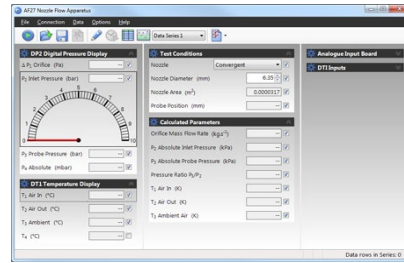 AF27 Nozzle Flow Apparatus
File Connection Data Options Help
Data Series 1
DP2 Digital Pressure Display
Δ P₁ Orifice (Pa) --
P₂ Inlet Pressure (bar) --
0 1 2 3 4 5 6 7 8 9 10
P₃ Probe Pressure (bar) --
P₄ Absolute (mbar) --
DT1 Temperature Display
T₁ Air In (°C) --
T₂ Air Out (°C) --
T₃ Ambient (°C) --
T₄ (°C) --
Test Conditions
Nozzle Convergent
Nozzle Diameter (mm) 6.35
Nozzle Area (m²) 0.0000317
Probe Position (mm) --
Calculated Parameters
Orifice Mass Flow Rate (kgs⁻¹) --
P₂ Absolute Inlet Pressure (kPa) --
P₃ Absolute Probe Pressure (kPa) --
Pressure Ratio P₃/P₂ --
T₁ Air In (K) --
T₂ Air Out (K) --
T₃ Ambient Air (K) --
Analogue Input Board
DTI Inputs
Data rows in Series: 0